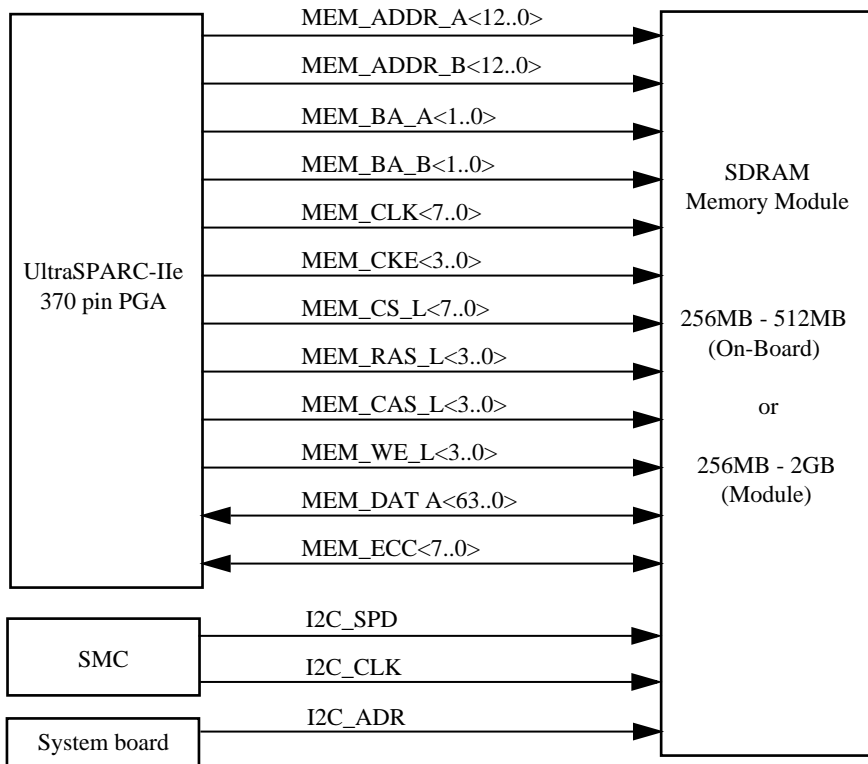 MEM_ADDR_A<12..0>
MEM_ADDR_B<12..0>
MEM_BA_A<1..0>
MEM_BA_B<1..0>
MEM_CLK<7..0>
MEM_CKE<3..0>
MEM_CS_L<7..0>
MEM_RAS_L<3..0>
MEM_CAS_L<3..0>
MEM_WE_L<3..0>
MEM_DAT A<63..0>
MEM_ECC<7..0>
UltraSPARC-IIe
370 pin PGA
SDRAM
Memory Module
256MB - 512MB
(On-Board)
or
256MB - 2GB
(Module)
SMC
I2C_SPD
I2C_CLK
System board
I2C_ADR